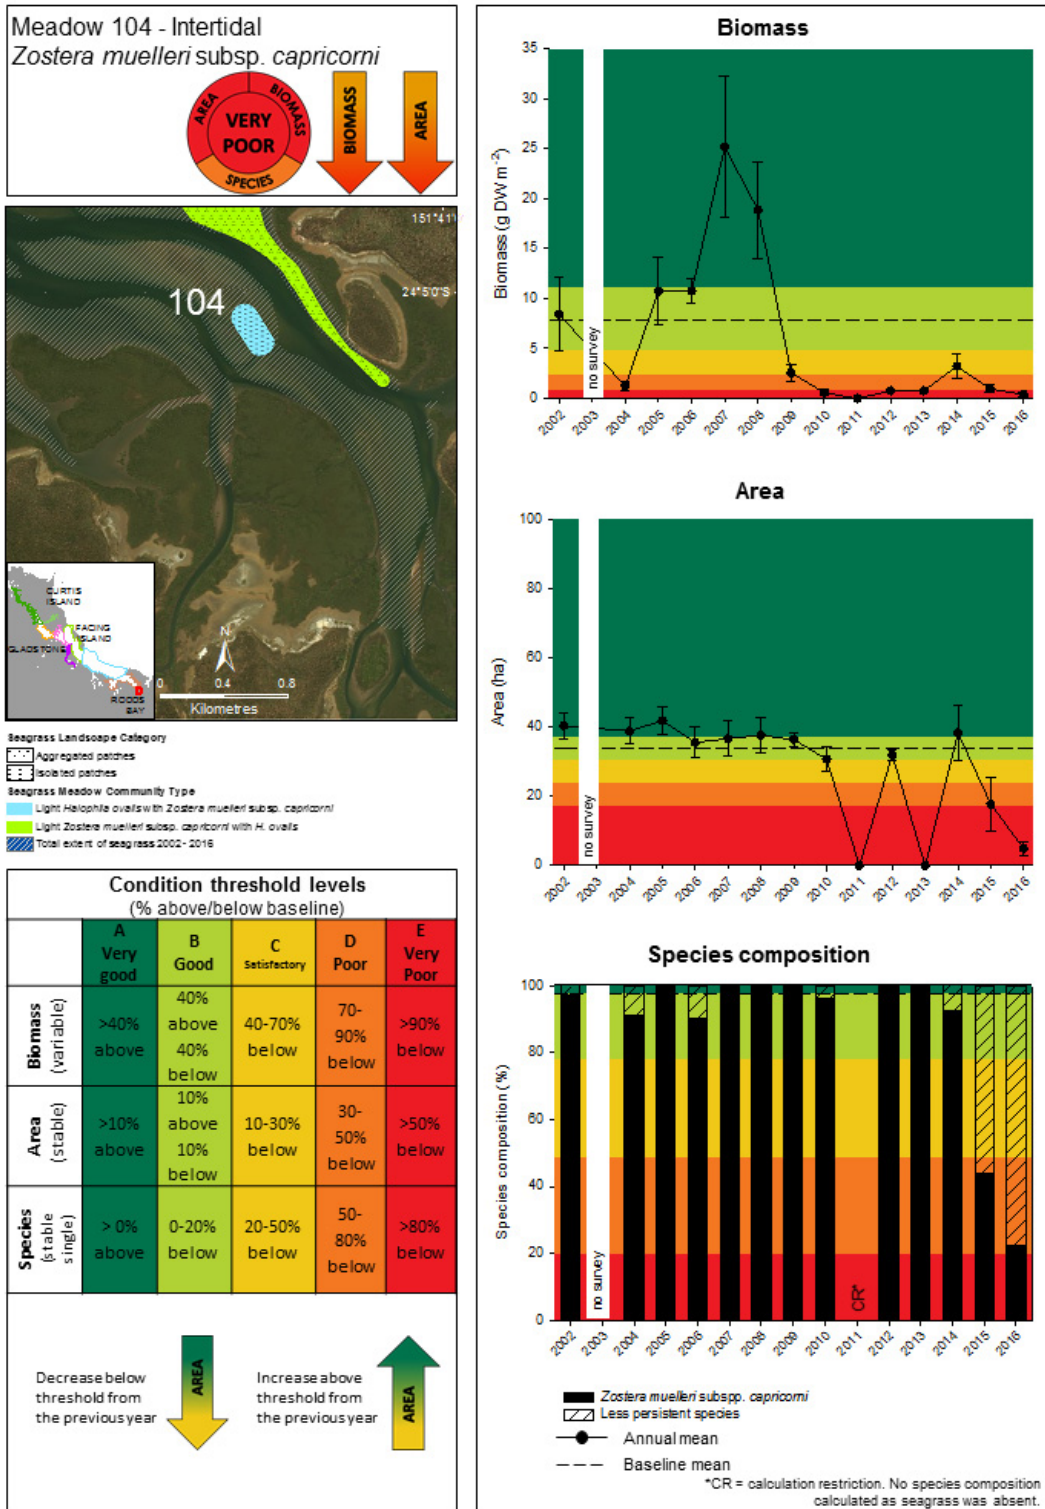 Meadow 104 - Intertidal
Zostera muelleri subsp. capricorni
AREA
BIOMASS
VERY
POOR
SPECIES
BIOMASS
AREA
151°41'
24°5'0"S
104
CURTIS
ISLAND
FACING
ISLAND
GLADSTONE
RODDS
BAY
N
0 0.4 0.8
Kilometres
Seagrass Landscape Category
Aggregated patches
Isolated patches
Seagrass Meadow Community Type
Light Halophila ovalis with Zostera muelleri subsp. capricorni
Light Zostera muelleri subsp. capricorni with H. ovalis
Total extent of seagrass 2002- 2016
Condition threshold levels
(% above/below baseline)
A Very good
B Good
C Satisfactory
D Poor
E Very Poor
Biomass (variable)
>40% above
40% above 40% below
40-70% below
70-90% below
>90% below
Area (stable)
>10% above
10% above 10% below
10-30% below
30-50% below
>50% below
Species (stable single)
> 0% above
0-20% below
20-50% below
50-80% below
>80% below
Decrease below
threshold from
the previous year
AREA
Increase above
threshold from
the previous year
AREA
Biomass
Biomass (g DW m-2)
35
30
25
20
15
10
5
0
no survey
2002 2003 2004 2005 2006 2007 2008 2009 2010 2011 2012 2013 2014 2015 2016
Area
Area (ha)
100
80
60
40
20
0
no survey
2002 2003 2004 2005 2006 2007 2008 2009 2010 2011 2012 2013 2014 2015 2016
Species composition
Species composition (%)
100
80
60
40
20
0
no survey
CR*
2002 2003 2004 2005 2006 2007 2008 2009 2010 2011 2012 2013 2014 2015 2016
Zostera muelleri subspp. capricorni
Less persistent species
Annual mean
Baseline mean
*CR = calculation restriction. No species composition
calculated as seagrass was absent.